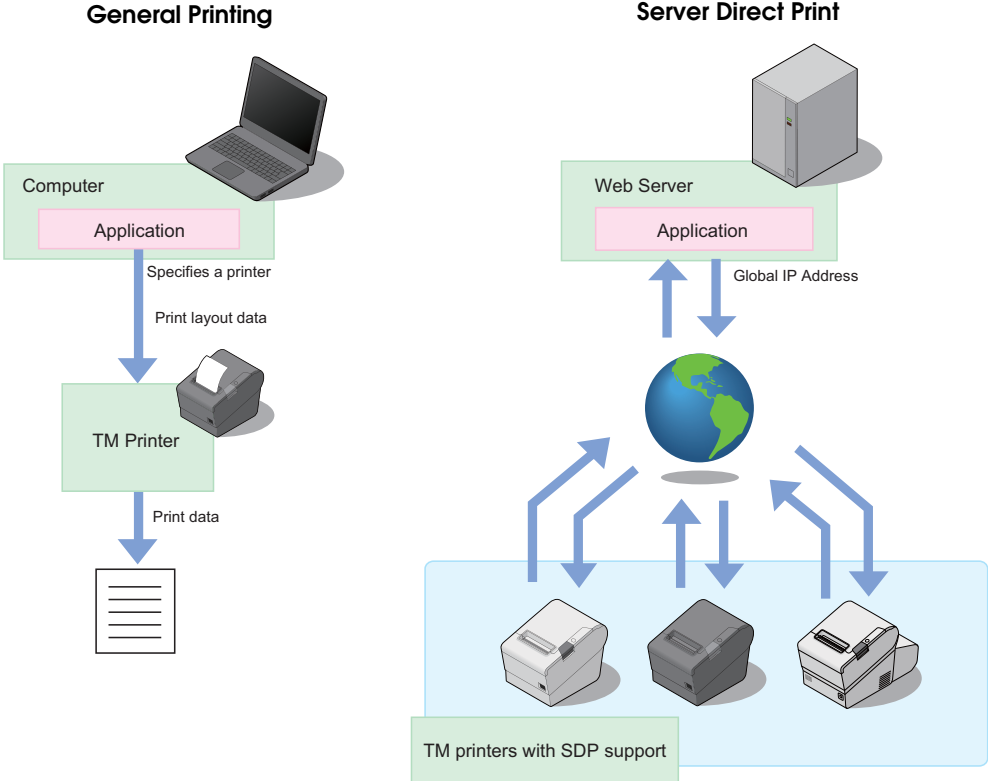 General Printing
Computer
Application
Specifies a printer
Print layout data
TM Printer
Print data
Server Direct Print
Web Server
Application
Global IP Address
TM printers with SDP support